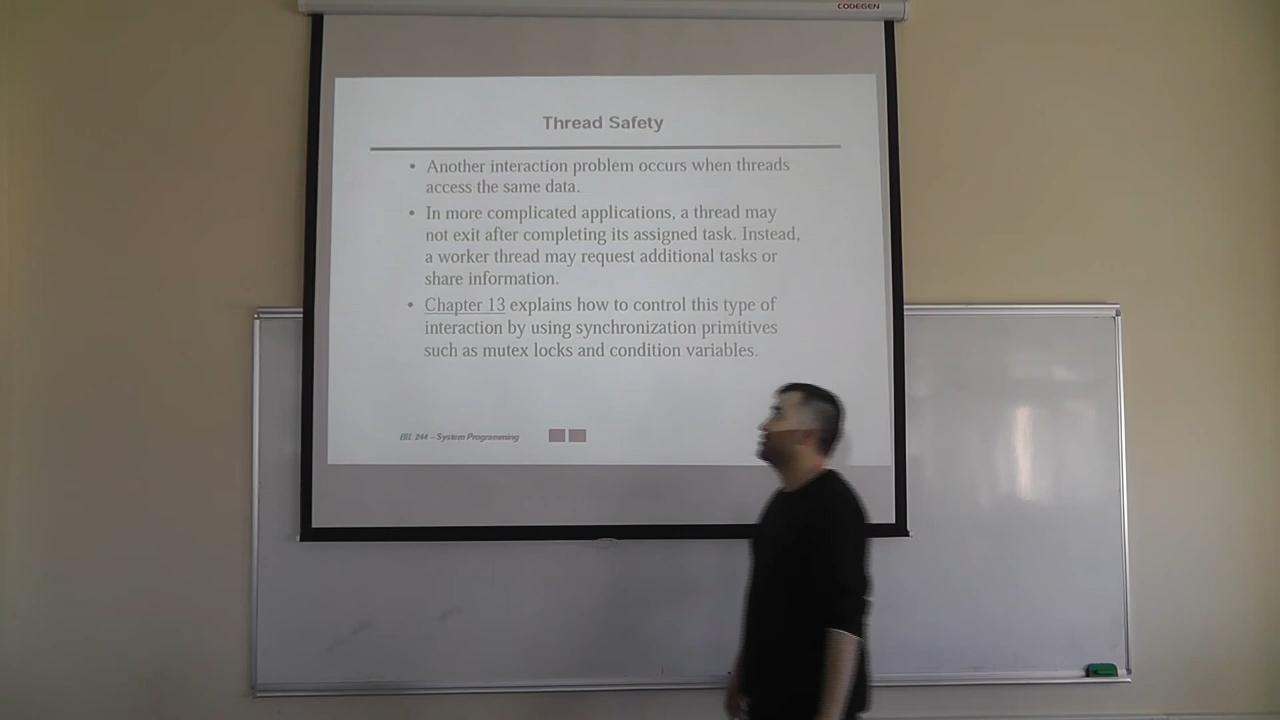 CODEGEN
Thread Safety
• Another interaction problem occurs when threads
access the same data.
• In more complicated applications, a thread may
not exit after completing its assigned task. Instead,
a worker thread may request additional tasks or
share information.
• Chapter 13 explains how to control this type of
interaction by using synchronization primitives
such as mutex locks and condition variables.
BIL 244 – System Programming